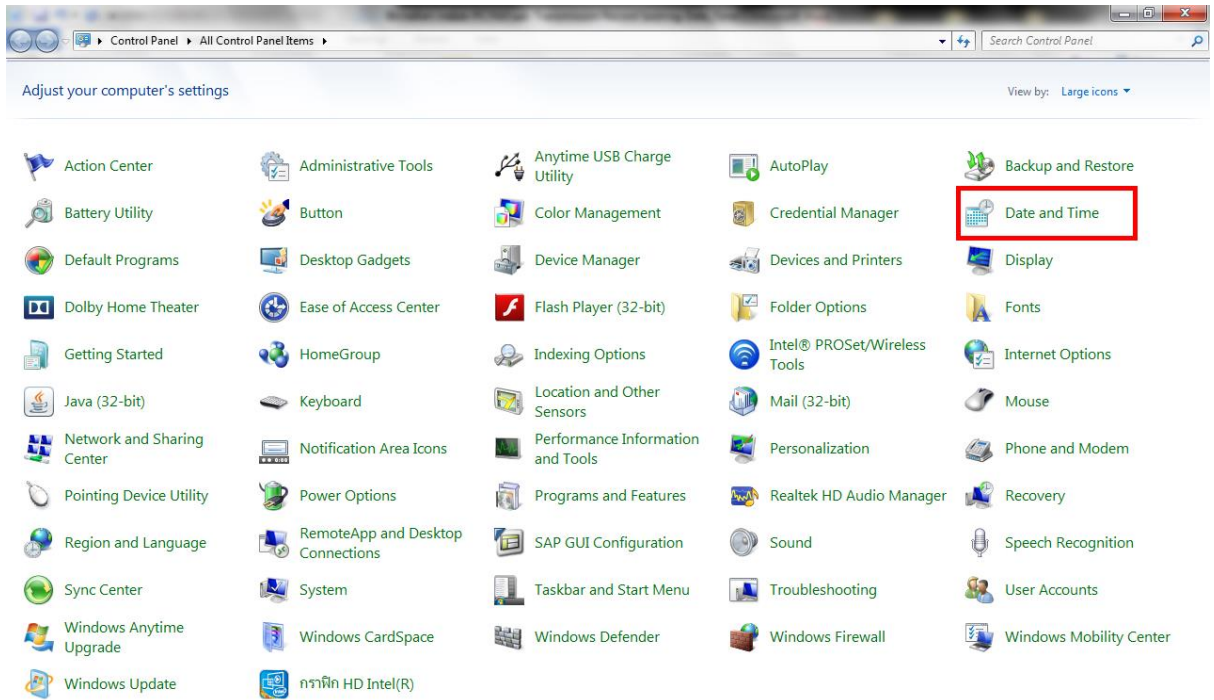 Control Panel ▸ All Control Panel Items ▸
Search Control Panel
Adjust your computer's settings
View by: Large icons
Action Center
Administrative Tools
Anytime USB Charge
Utility
AutoPlay
Backup and Restore
Battery Utility
Button
Color Management
Credential Manager
Date and Time
Default Programs
Desktop Gadgets
Device Manager
Devices and Printers
Display
Dolby Home Theater
Ease of Access Center
Flash Player (32-bit)
Folder Options
Fonts
Getting Started
HomeGroup
Indexing Options
Intel® PROSet/Wireless
Tools
Internet Options
Java (32-bit)
Keyboard
Location and Other
Sensors
Mail (32-bit)
Mouse
Network and Sharing
Center
Notification Area Icons
Performance Information
and Tools
Personalization
Phone and Modem
Pointing Device Utility
Power Options
Programs and Features
Realtek HD Audio Manager
Recovery
Region and Language
RemoteApp and Desktop
Connections
SAP GUI Configuration
Sound
Speech Recognition
Sync Center
System
Taskbar and Start Menu
Troubleshooting
User Accounts
Windows Anytime
Upgrade
Windows CardSpace
Windows Defender
Windows Firewall
Windows Mobility Center
Windows Update
กราฟิก HD Intel(R)